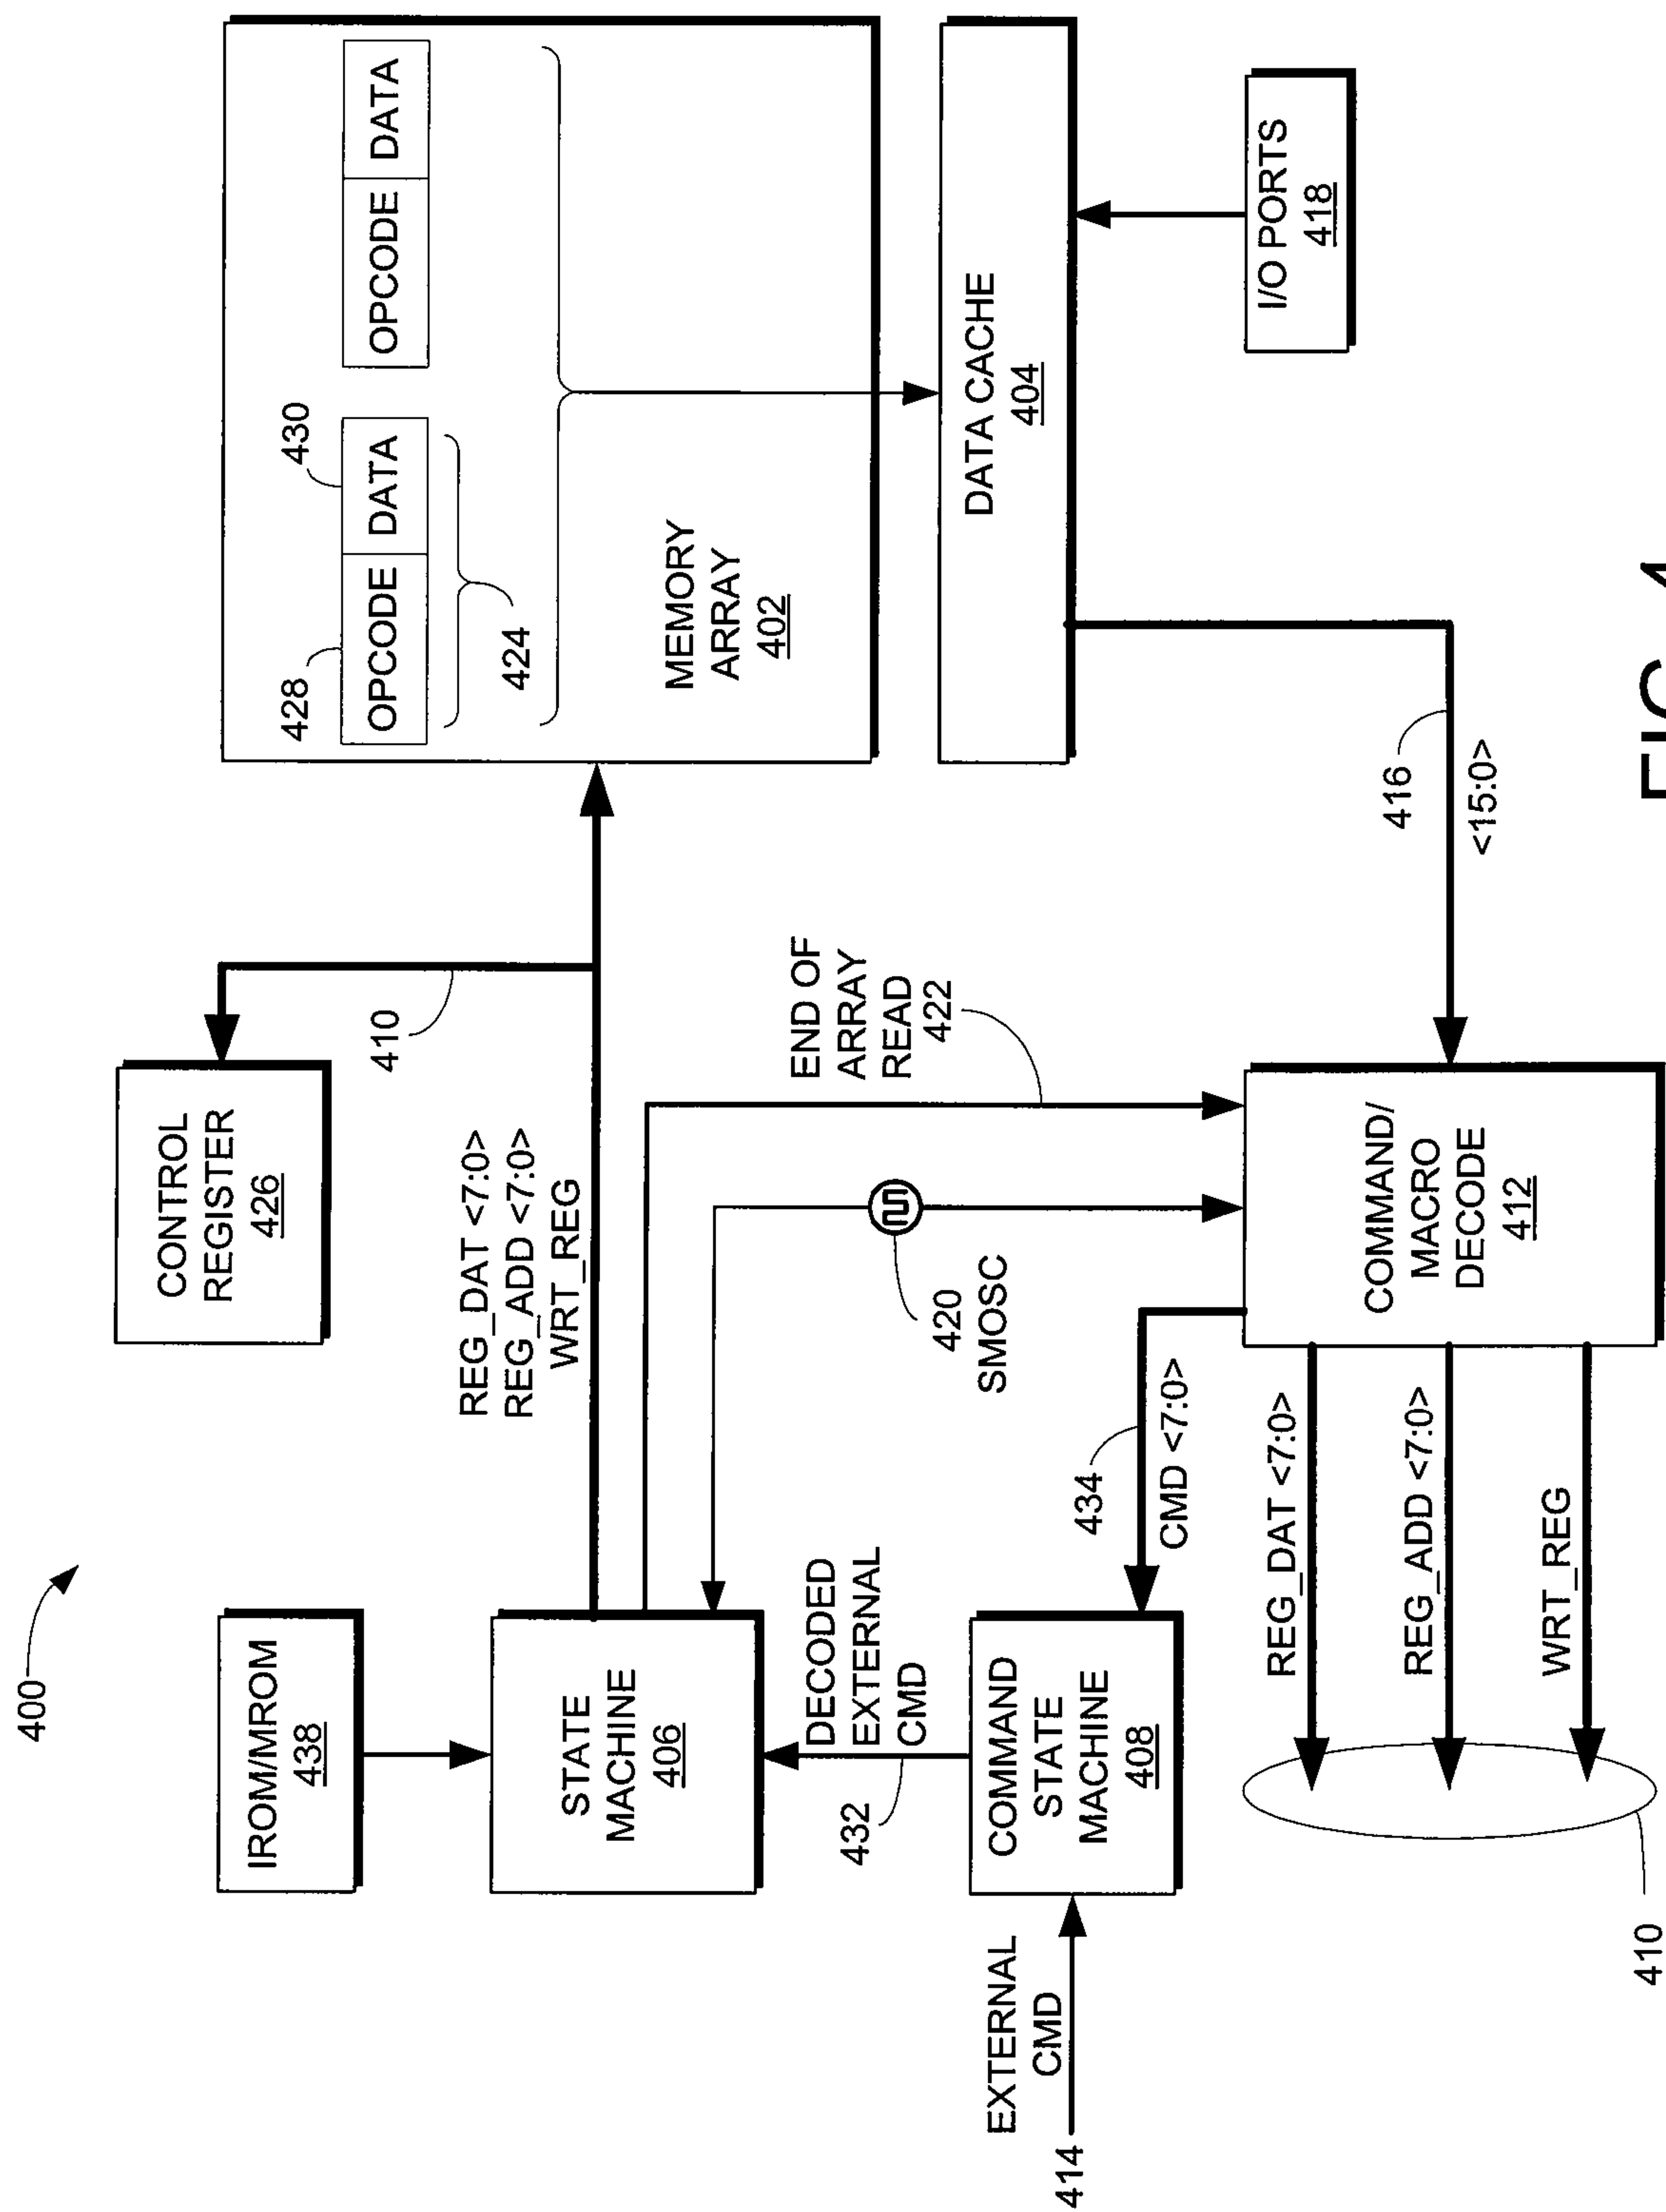 400
IROM/MROM
438
STATE
MACHINE
406
DECODED
EXTERNAL
CMD
432
COMMAND
STATE
MACHINE
408
EXTERNAL
CMD
414
CONTROL
REGISTER
426
410
REG_DAT <7:0>
REG_ADD <7:0>
WRT_REG
END OF
ARRAY
READ
422
420
SMOSC
434
CMD <7:0>
COMMAND/
MACRO
DECODE
412
REG_DAT <7:0>
REG_ADD <7:0>
WRT_REG
410
428
430
OPCODE DATA
OPCODE DATA
424
MEMORY
ARRAY
402
DATA CACHE
404
I/O PORTS
418
416
<15:0>